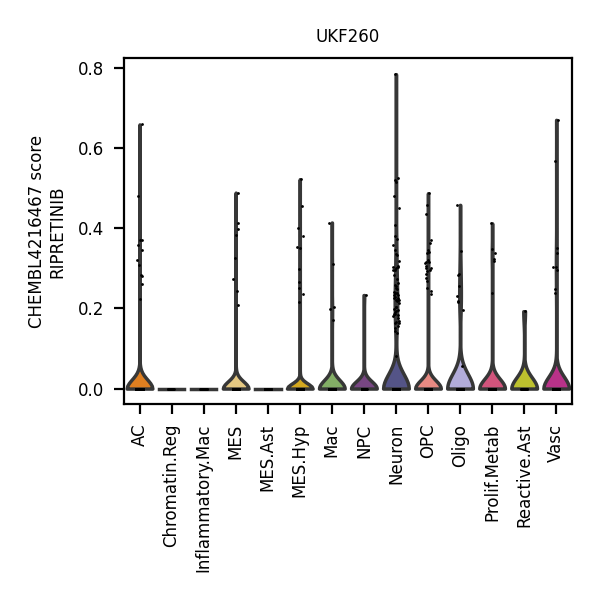 UKF260
CHEMBL4216467 score
RIPRETINIB
0.8
0.6
0.4
0.2
0.0
AC
Chromatin.Reg
Inflammatory.Mac
MES
MES.Ast
MES.Hyp
Mac
NPC
Neuron
OPC
Oligo
Prolif.Metab
Reactive.Ast
Vasc